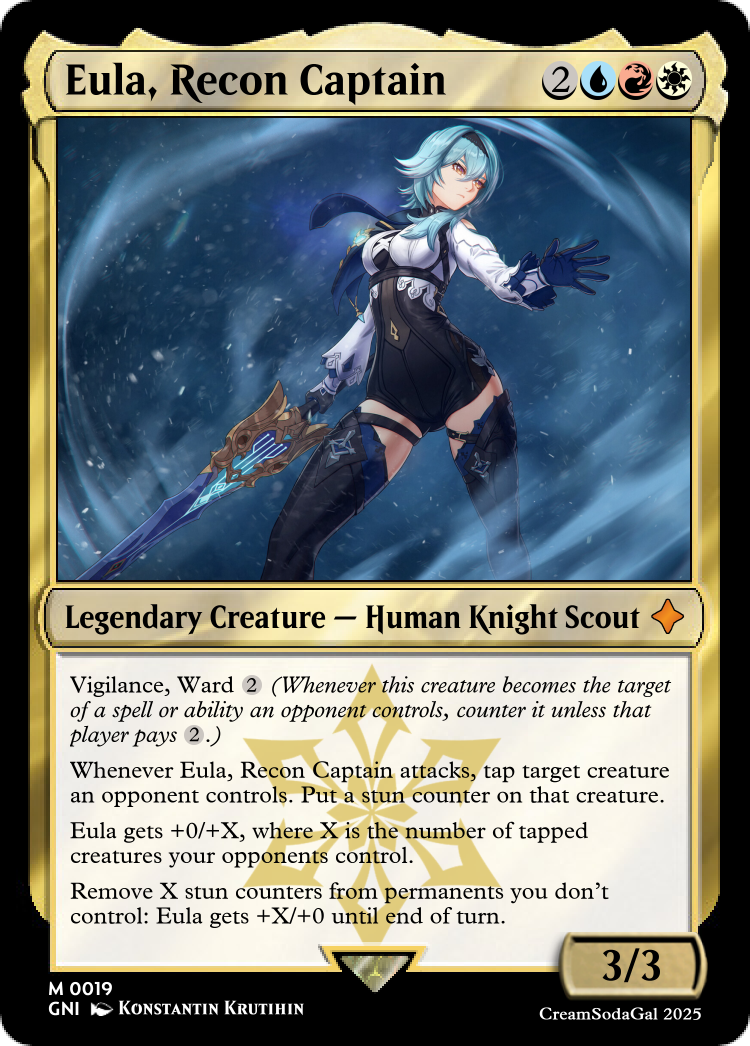 Eula, Recon Captain 2
Legendary Creature — Human Knight Scout
Vigilance, Ward 2 (Whenever this creature becomes the target
of a spell or ability an opponent controls, counter it unless that
player pays 2.)
Whenever Eula, Recon Captain attacks, tap target creature
an opponent controls. Put a stun counter on that creature.
Eula gets +0/+X, where X is the number of tapped
creatures your opponents control.
Remove X stun counters from permanents you don't
control: Eula gets +X/+0 until end of turn.
3/3
M 0019
GNI Konstantin Krutihin
CreamSodaGal 2025